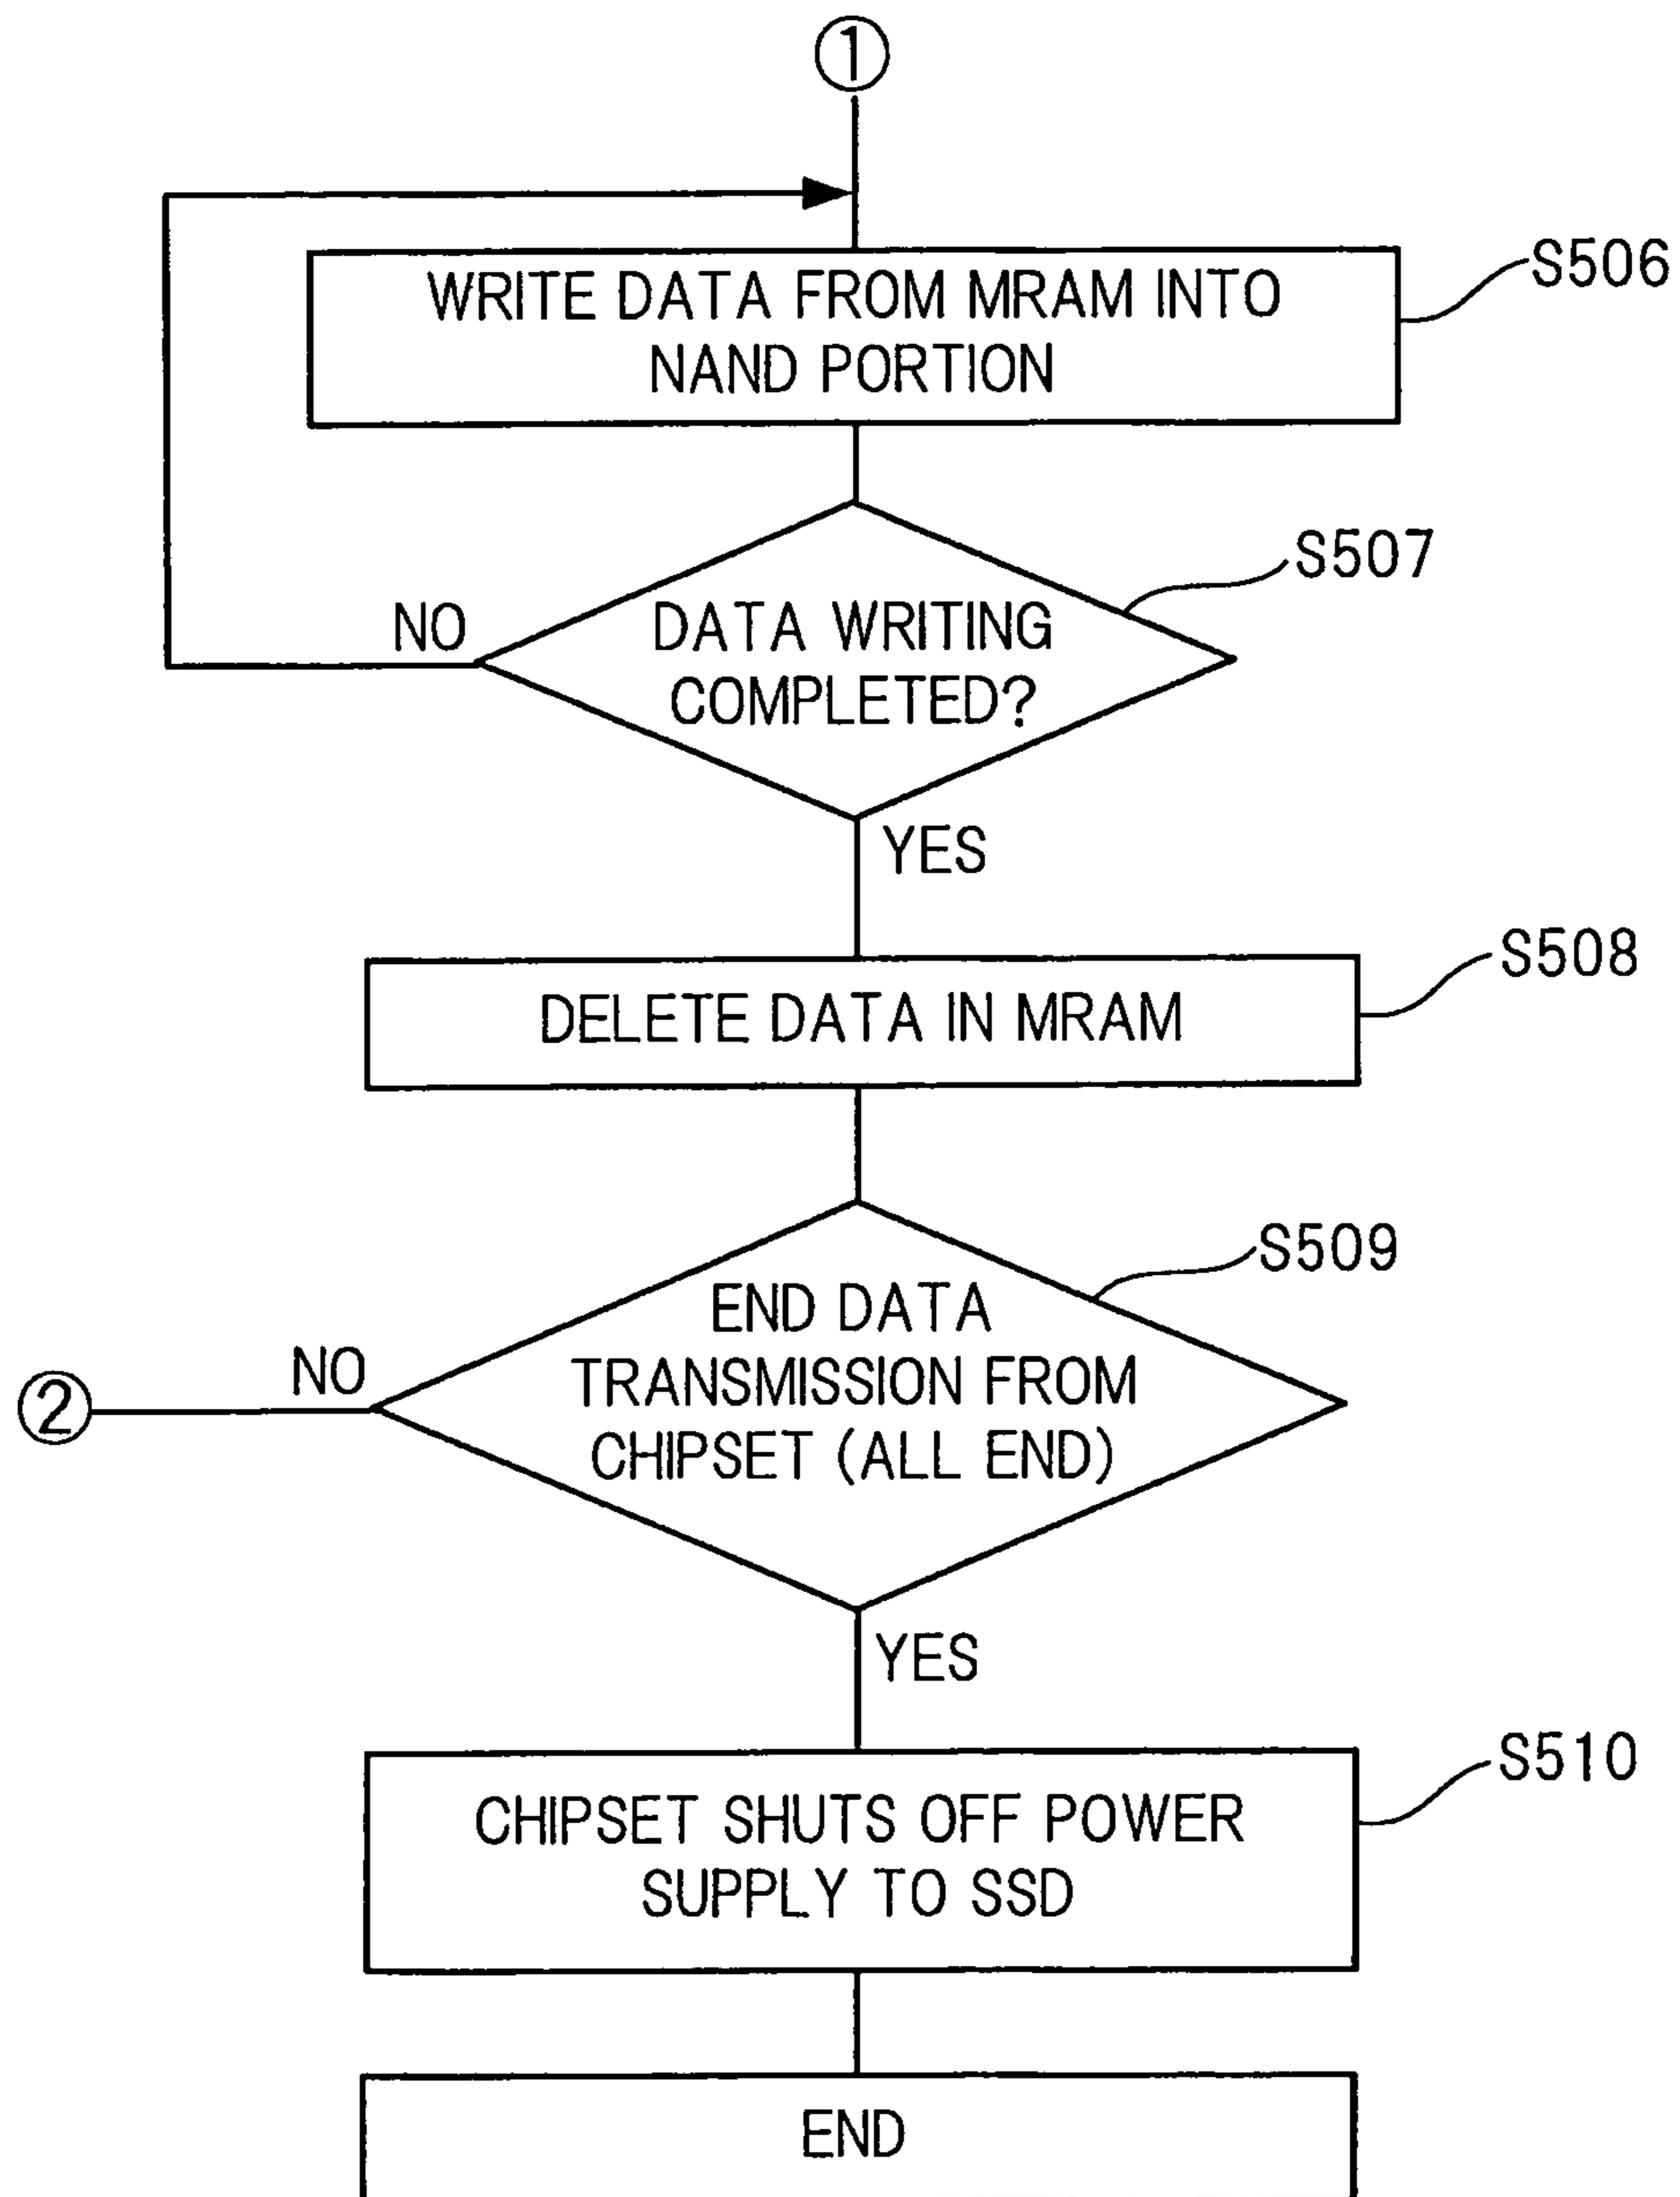 ①
WRITE DATA FROM MRAM INTO
NAND PORTION
S506
DATA WRITING
COMPLETED?
S507
NO
YES
DELETE DATA IN MRAM
S508
END DATA
TRANSMISSION FROM
CHIPSET (ALL END)
S509
NO
②
YES
CHIPSET SHUTS OFF POWER
SUPPLY TO SSD
S510
END